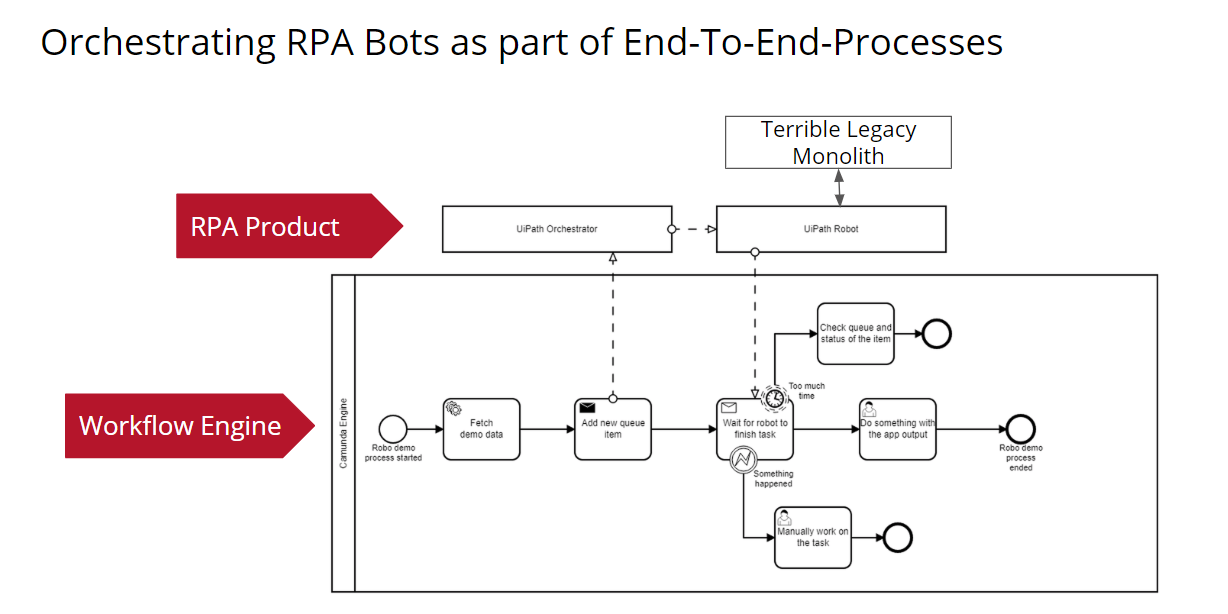 Orchestrating RPA Bots as part of End-To-End-Processes
Terrible Legacy
Monolith
RPA Product
UiPath Orchestrator
UiPath Robot
Workflow Engine
Camunda Engine
Robo demo
process started
Fetch
demo data
Add new queue
item
Wait for robot to
finish task
Too much
time
Check queue and
status of the item
Something
happened
Do something with
the app output
Robo demo
process
ended
Manually work on
the task